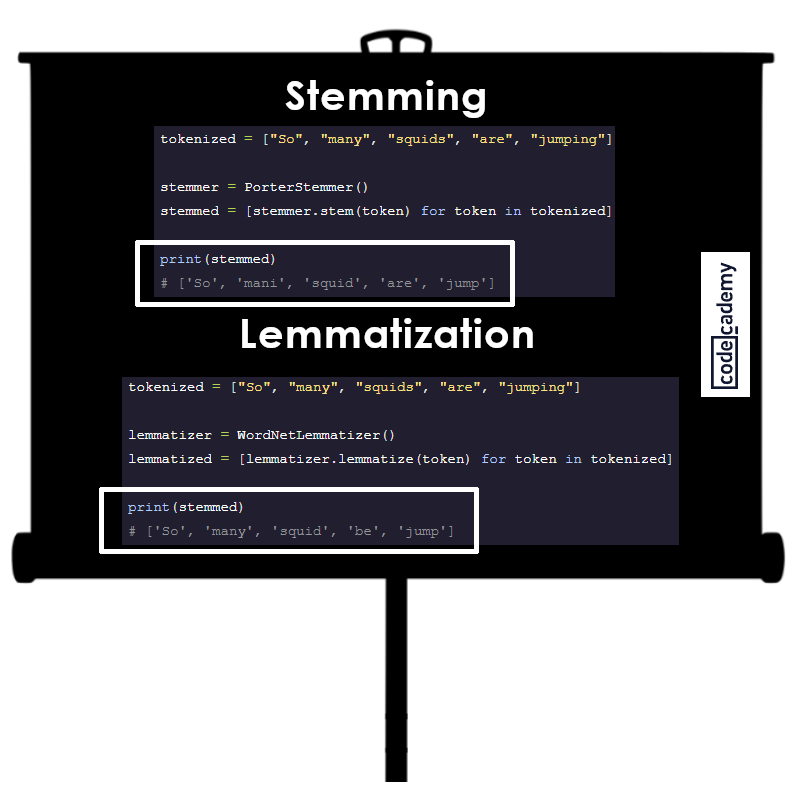 Stemming
tokenized = ["So", "many", "squids", "are", "jumping"]
stemmer = PorterStemmer()
stemmed = [stemmer.stem(token) for token in tokenized]
print(stemmed)
# ['So', 'mani', 'squid', 'are', 'jump']
Lemmatization
tokenized = ["So", "many", "squids", "are", "jumping"]
lemmatizer = WordNetLemmatizer()
lemmatized = [lemmatizer.lemmatize(token) for token in tokenized]
print(stemmed)
# ['So', 'many', 'squid', 'be', 'jump']
code cademy